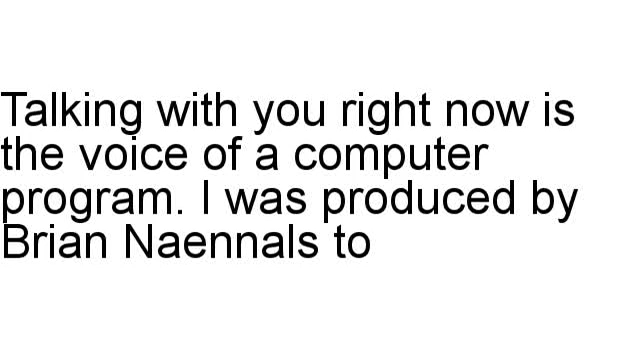 Talking with you right now is
the voice of a computer
program. I was produced by
Brian Naennals to